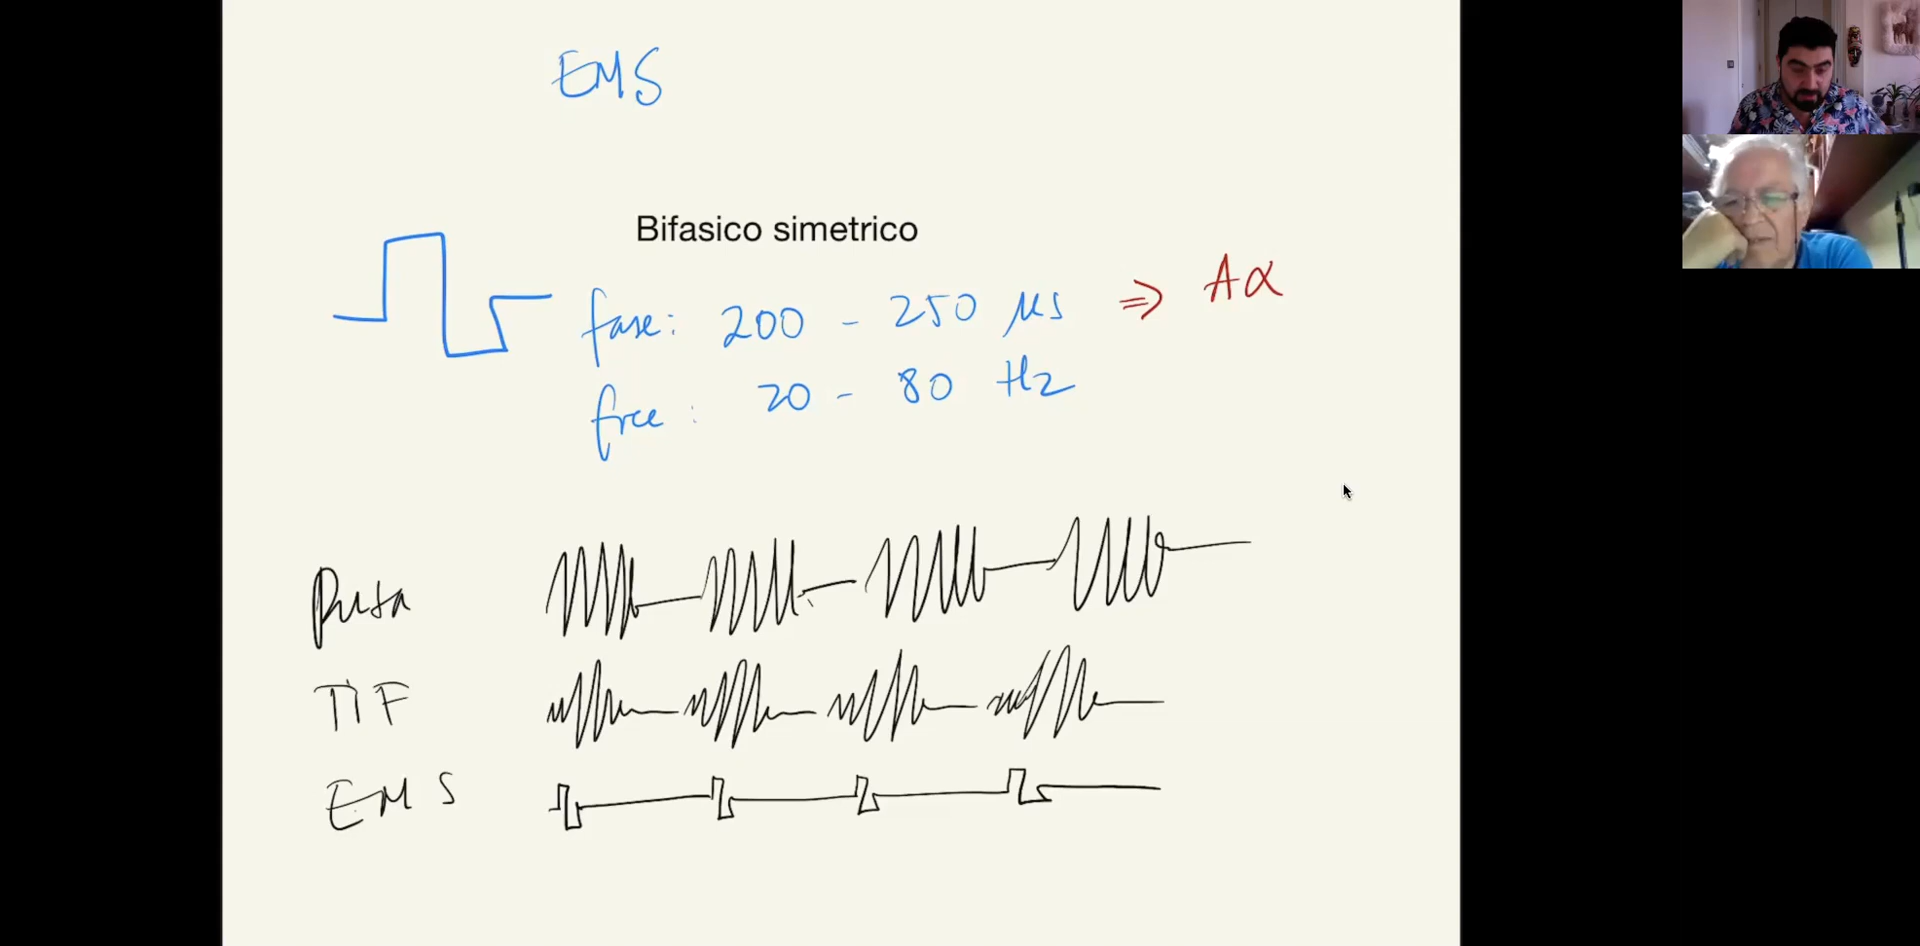 EMS
Bifasico simetrico
fase: 200 - 250 μs ⇒ Aα
frec: 20 - 80 Hz
Rusa
TIF
EMS